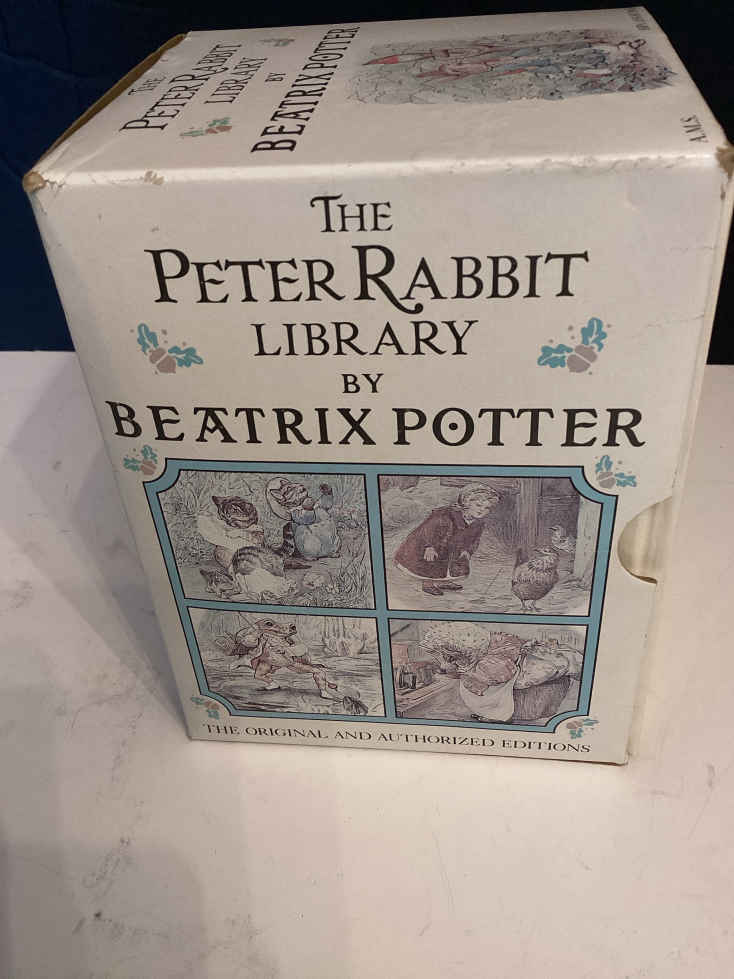 THE
PETER RABBIT
LIBRARY
BY
BEATRIX POTTER
A.M.S.
THE
PETER RABBIT
LIBRARY
BY
BEATRIX POTTER
THE ORIGINAL AND AUTHORIZED EDITIONS